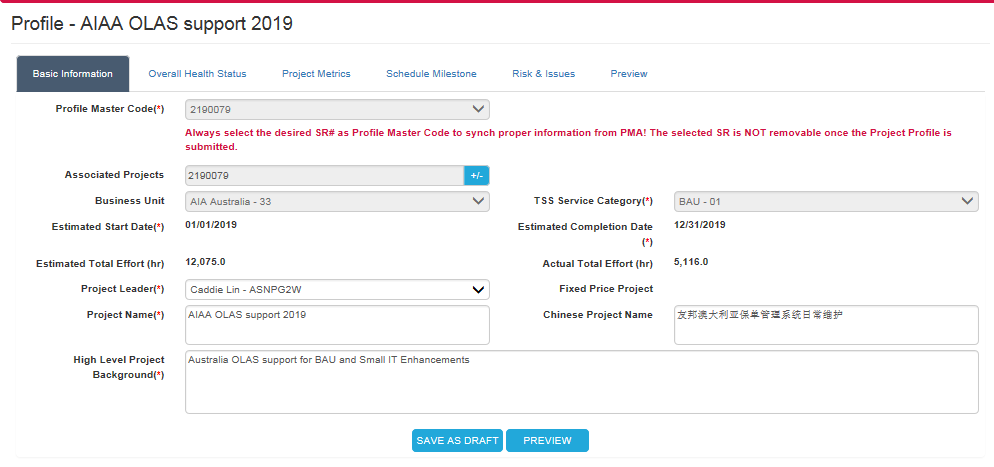 Profile - AIAA OLAS support 2019
Basic Information
Overall Health Status
Project Metrics
Schedule Milestone
Risk & Issues
Preview
Profile Master Code(*)
2190079
Always select the desired SR# as Profile Master Code to synch proper information from PMA! The selected SR is NOT removable once the Project Profile is
submitted.
Associated Projects
2190079
+/-
Business Unit
AIA Australia - 33
TSS Service Category(*)
BAU - 01
Estimated Start Date(*)
01/01/2019
Estimated Completion Date
(*)
12/31/2019
Estimated Total Effort (hr)
12,075.0
Actual Total Effort (hr)
5,116.0
Project Leader(*)
Caddie Lin - ASNPG2W
Fixed Price Project
Project Name(*)
AIAA OLAS support 2019
Chinese Project Name
友邦澳大利亚保单管理系统日常维护
High Level Project
Background(*)
Australia OLAS support for BAU and Small IT Enhancements
SAVE AS DRAFT
PREVIEW